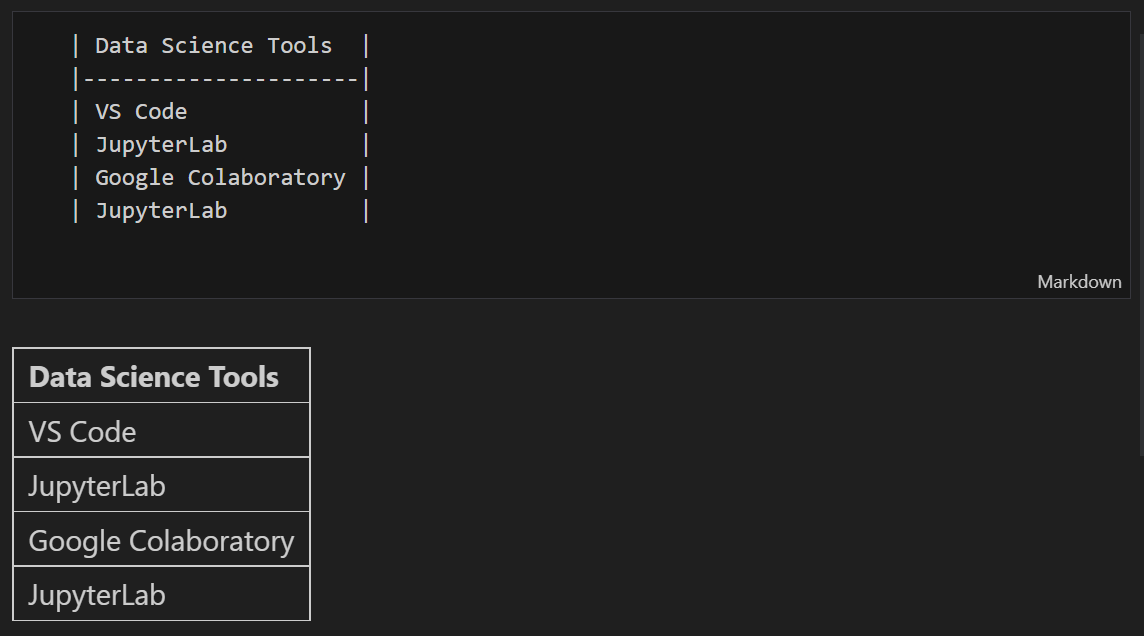 | Data Science Tools  |
|---------------------|
| VS Code             |
| JupyterLab          |
| Google Colaboratory |
| JupyterLab          |
Markdown
Data Science Tools
VS Code
JupyterLab
Google Colaboratory
JupyterLab